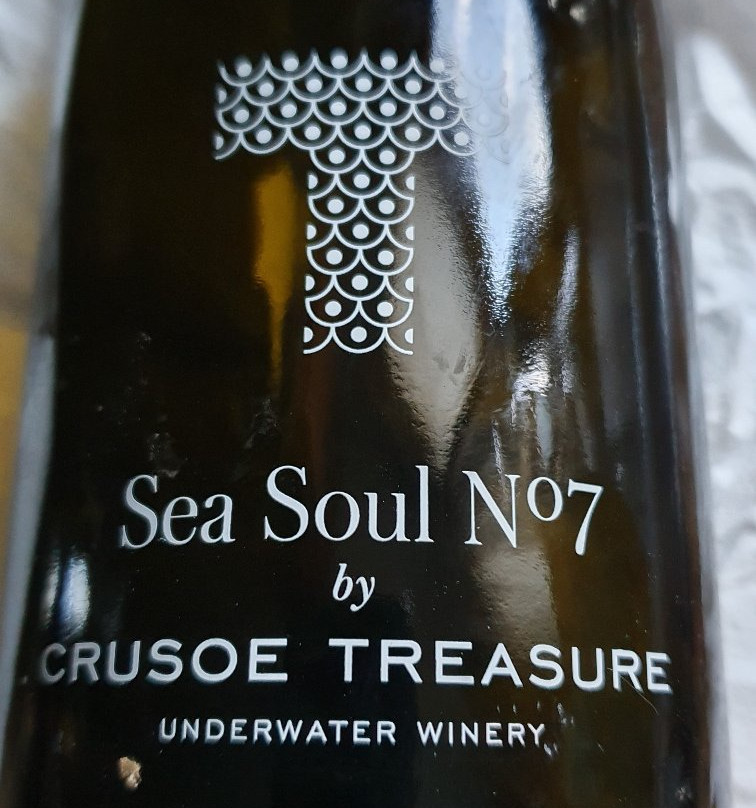 T
Sea Soul Nº7
by
CRUSOE TREASURE
UNDERWATER WINERY